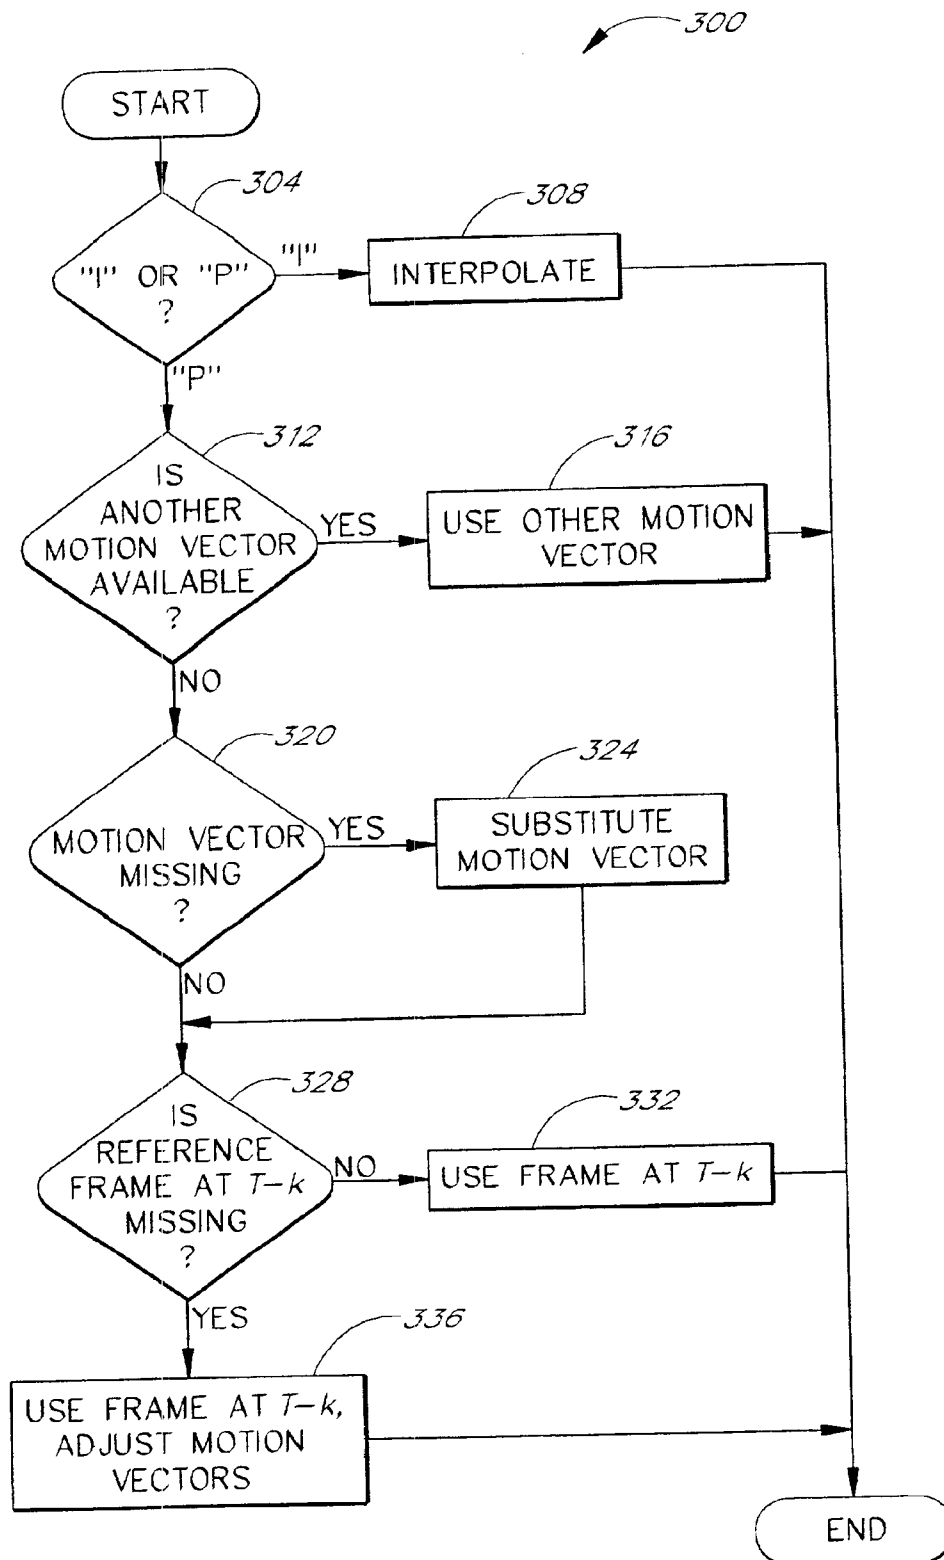 300
START
304
"I" OR "P"
?
"I"
308
INTERPOLATE
"P"
312
IS
ANOTHER
MOTION VECTOR
AVAILABLE
?
YES
316
USE OTHER MOTION
VECTOR
NO
320
MOTION VECTOR
MISSING
?
YES
324
SUBSTITUTE
MOTION VECTOR
NO
328
IS
REFERENCE
FRAME AT T-k
MISSING
?
NO
332
USE FRAME AT T-k
YES
336
USE FRAME AT T-k,
ADJUST MOTION
VECTORS
END